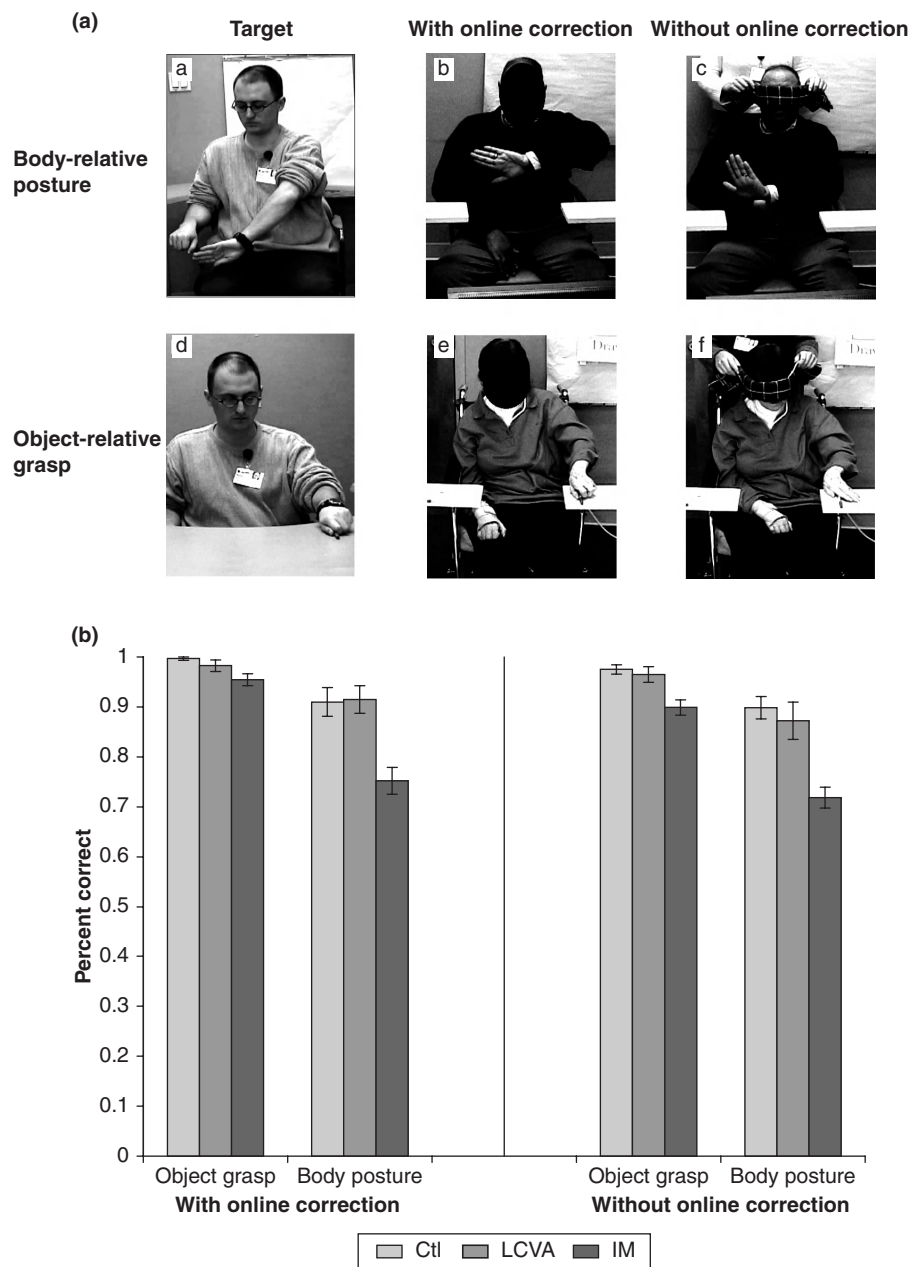 (a)
Target
With online correction
Without online correction
a
b
c
Body-relative
posture
d
e
f
Draw
Object-relative
grasp
(b)
1
0.9
0.8
0.7
0.6
0.5
0.4
0.3
0.2
0.1
0
Percent correct
Object grasp
Body posture
Object grasp
Body posture
With online correction
Without online correction
Ctl
LCVA
IM